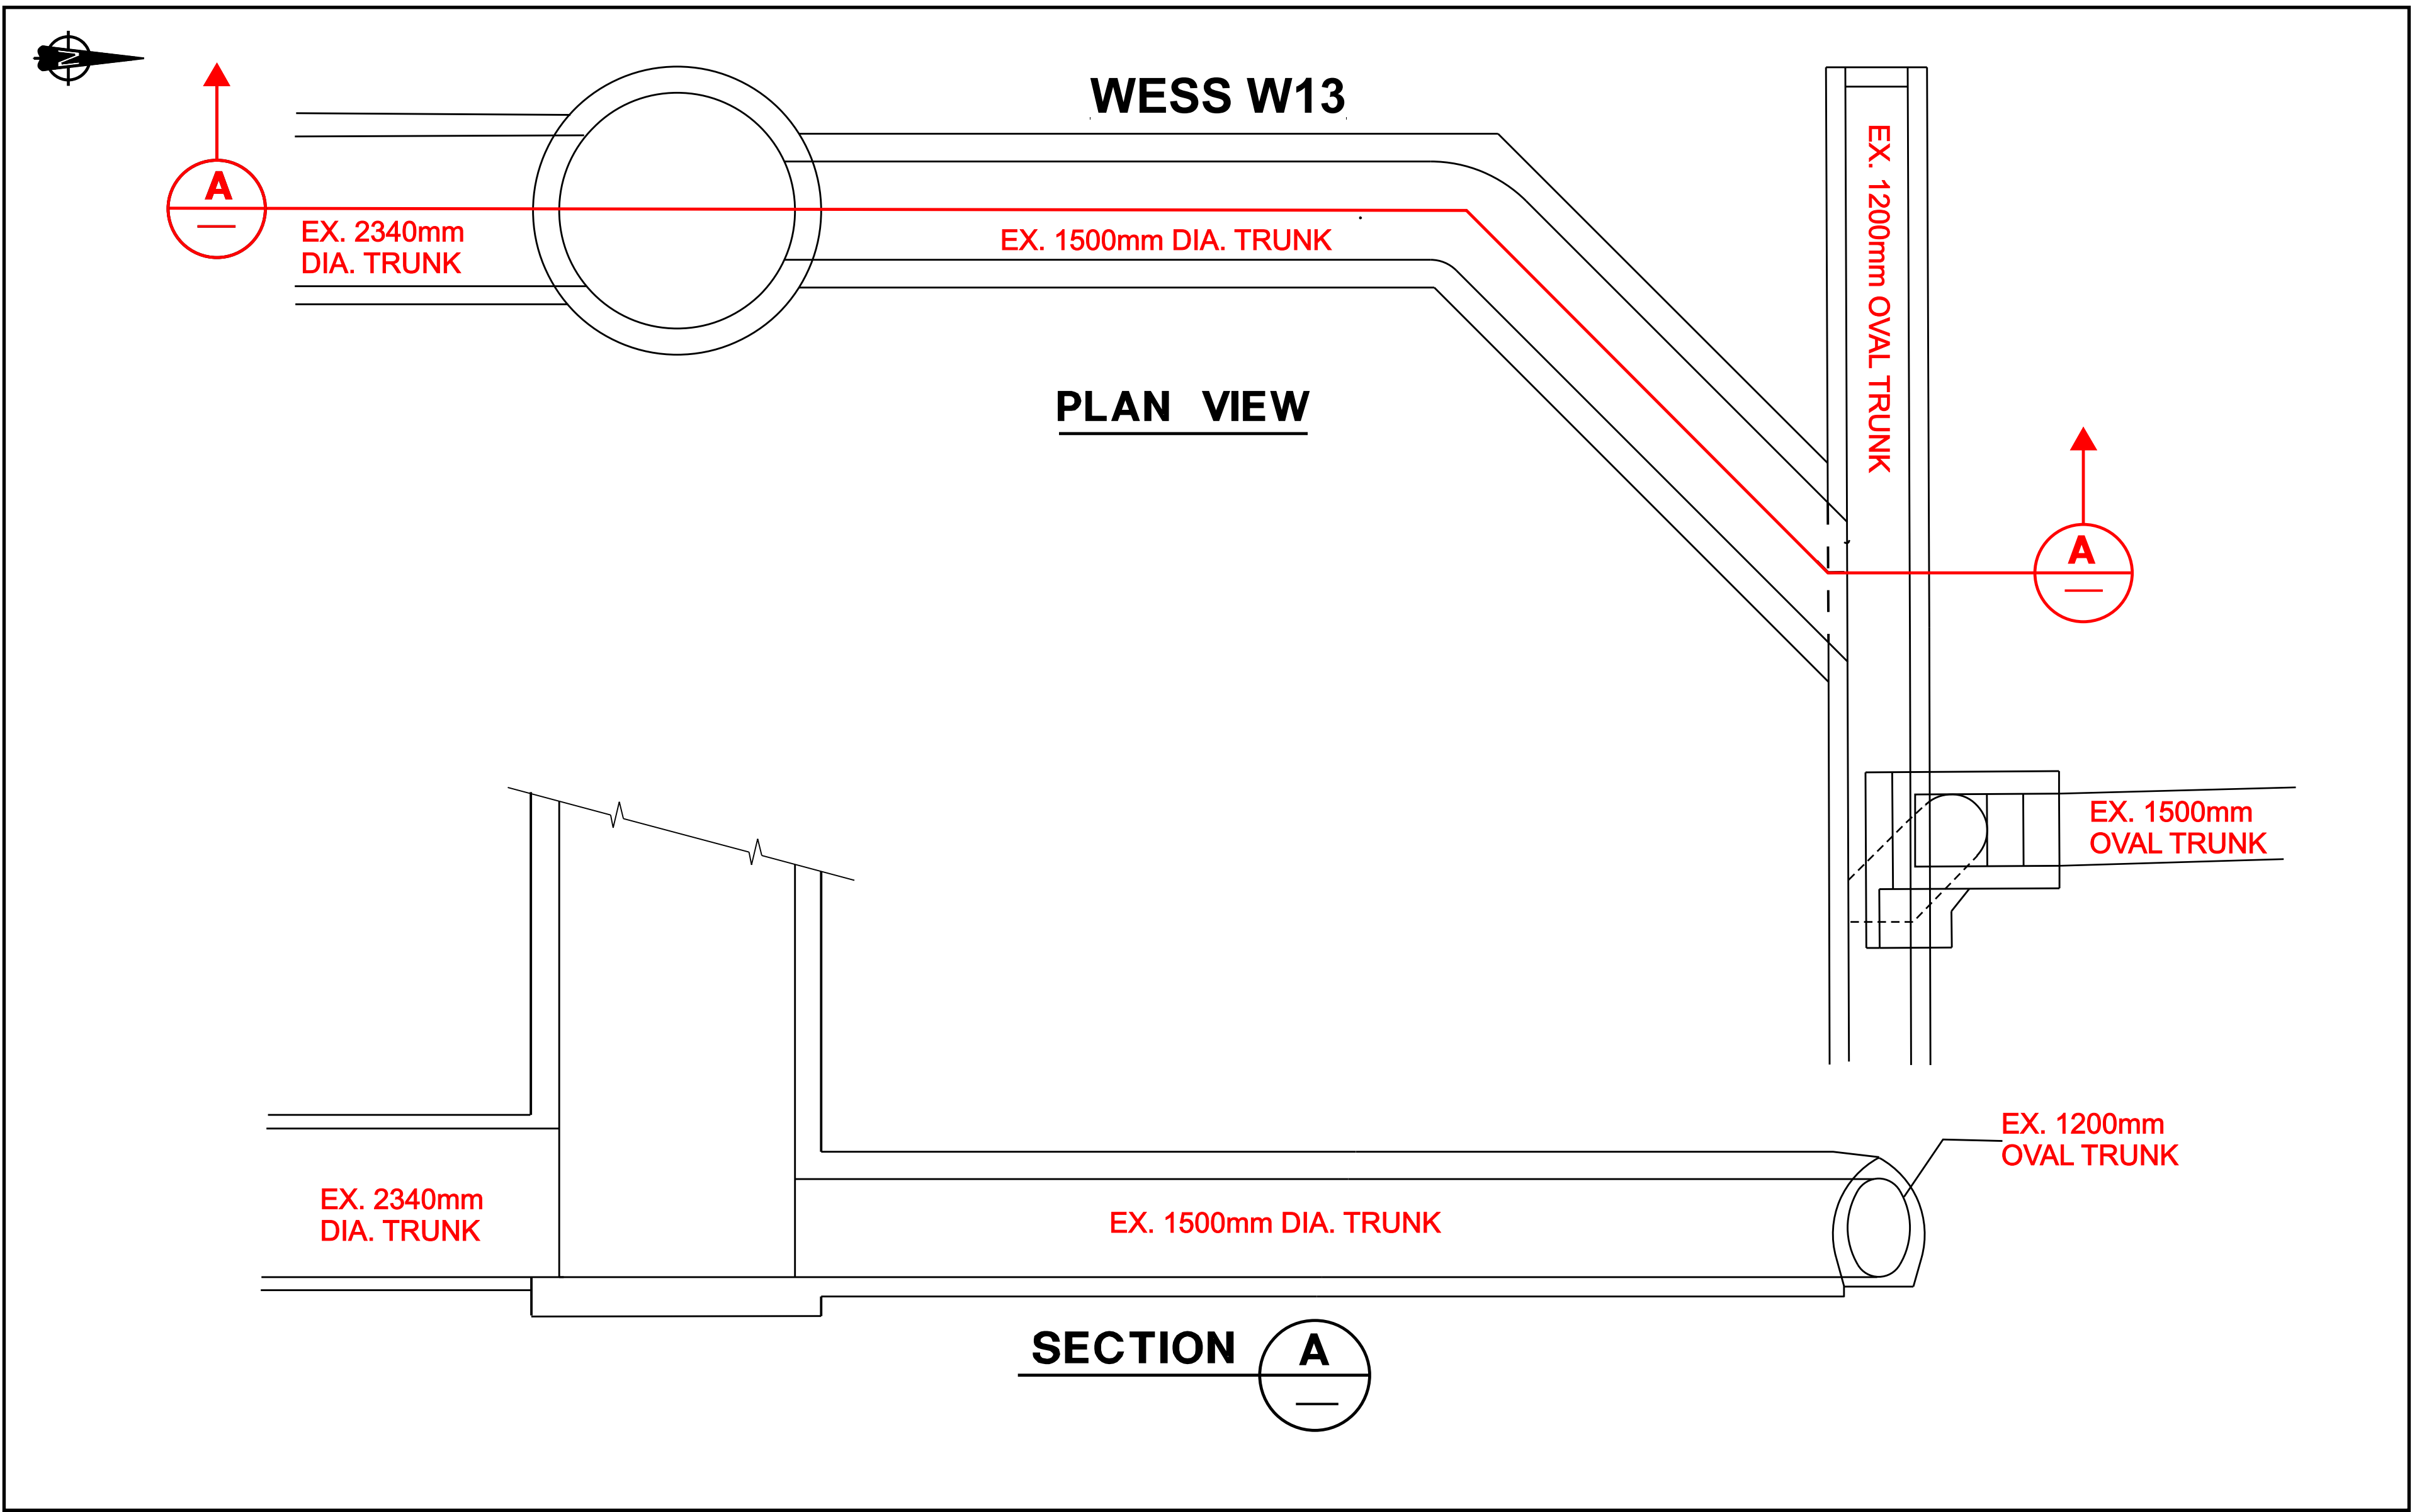 N
WESS W13
A
EX. 2340mm
DIA. TRUNK
EX. 1500mm DIA. TRUNK
EX. 1200mm OVAL TRUNK
PLAN VIEW
A
EX. 1500mm
OVAL TRUNK
EX. 1200mm
OVAL TRUNK
EX. 2340mm
DIA. TRUNK
EX. 1500mm DIA. TRUNK
SECTION A